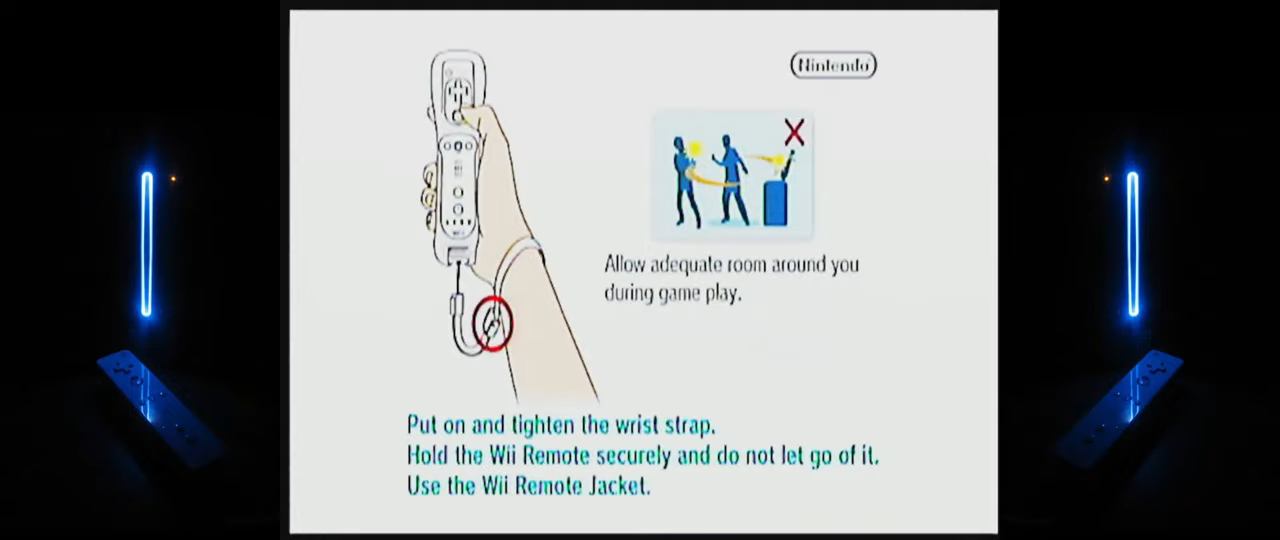 Nintendo
Allow adequate room around you
during game play.
Put on and tighten the wrist strap.
Hold the Wii Remote securely and do not let go of it.
Use the Wii Remote Jacket.